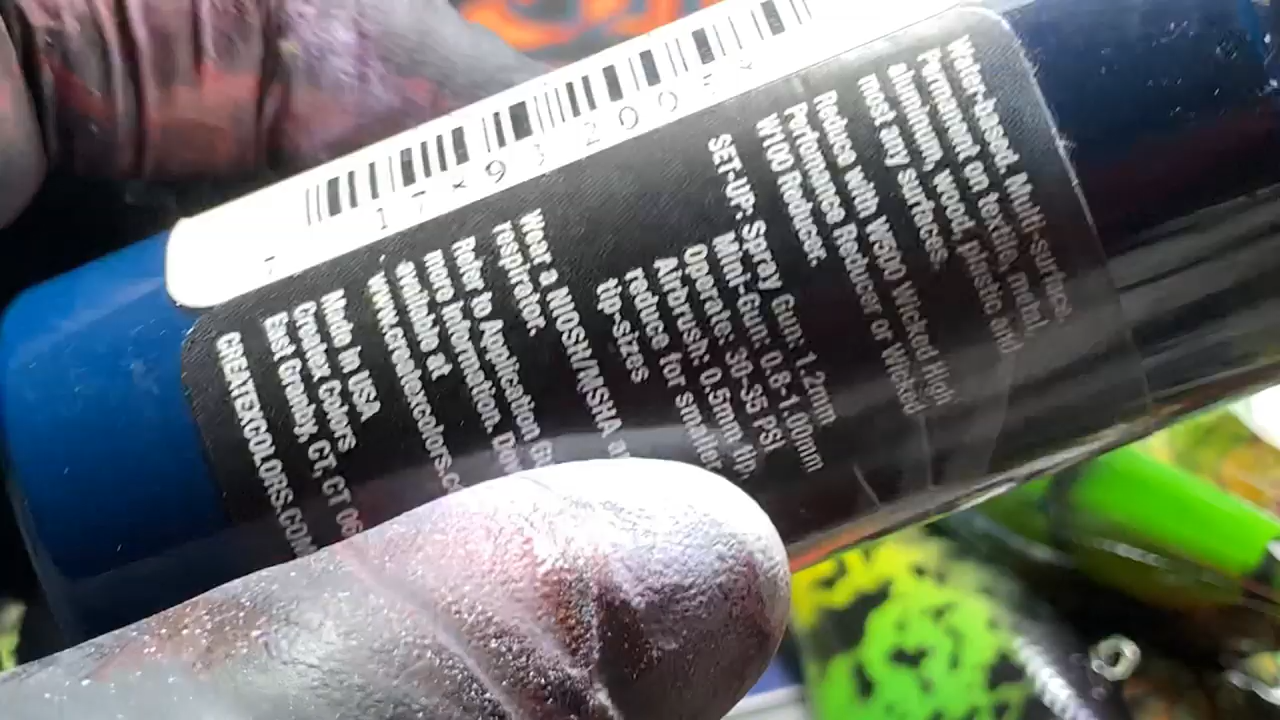 Water-based, Multi-surface.
Permanent on textile, metal,
aluminum, wood, plastic and
most any surfaces.
Reduce with W500 Wicked High
Performance Reducer or Wicked
W100 Reducer.
SET-UP: Spray Gun: 1.2mm
Mini-Gun: 0.8-1.00mm
Operate: 30-35 PSI.
Airbrush: 0.5mm tip,
reduce for smaller
tip-sizes
Wear a NIOSH/MSHA
respirator.
Refer to Application
more information.
available at
www.createxcolors.c
Made in USA
Createx Colors
East Granby, CT, CT 06
CREATEXCOLORS.COM